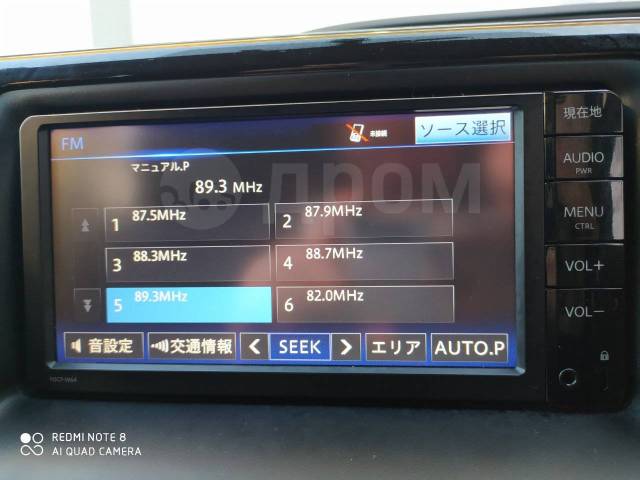 現在地
FM
未接続
ソース選択
マニュアル.P
89.3 MHz
AUDIO
PWR
дром
1 87.5MHz
2 87.9MHz
MENU
CTRL
3 88.3MHz
4 88.7MHz
VOL+
5 89.3MHz
6 82.0MHz
VOL-
音設定
交通情報
<
SEEK
>
エリア
AUTO.P
NSCP-W64
REDMI NOTE 8
AI QUAD CAMERA